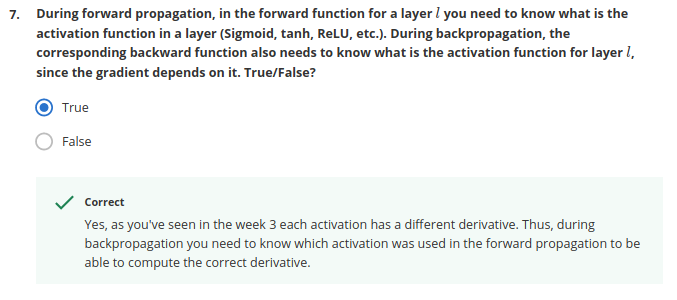 7. During forward propagation, in the forward function for a layer l you need to know what is the
activation function in a layer (Sigmoid, tanh, ReLU, etc.). During backpropagation, the
corresponding backward function also needs to know what is the activation function for layer l,
since the gradient depends on it. True/False?
True
False
Correct
Yes, as you've seen in the week 3 each activation has a different derivative. Thus, during
backpropagation you need to know which activation was used in the forward propagation to be
able to compute the correct derivative.